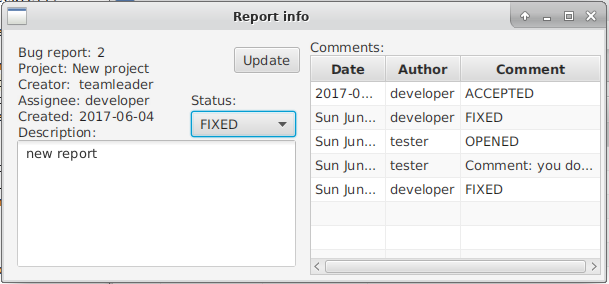 Report info
Bug report: 2
Project: New project
Creator: teamleader
Assignee: developer
Created: 2017-06-04
Description:
new report
Update
Status:
FIXED
Comments:
Date Author Comment
2017-0... developer ACCEPTED
Sun Jun... developer FIXED
Sun Jun... tester OPENED
Sun Jun... tester Comment: you do...
Sun Jun... developer FIXED